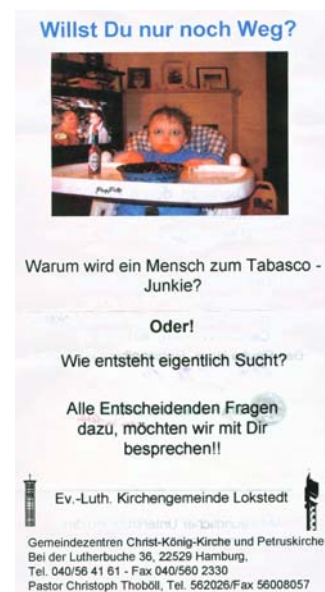 Willst Du nur noch Weg?
Warum wird ein Mensch zum Tabasco -
Junkie?
Oder!
Wie entsteht eigentlich Sucht?
Alle Entscheidenden Fragen
dazu, möchten wir mit Dir
besprechen!!
Ev.-Luth. Kirchengemeinde Lokstedt
Gemeindezentren Christ-König-Kirche und Petruskirche
Bei der Lutherbuche 36, 22529 Hamburg,
Tel. 040/56 41 61 - Fax 040/560 2330
Pastor Christoph Thoböll, Tel. 562026/Fax 56008057